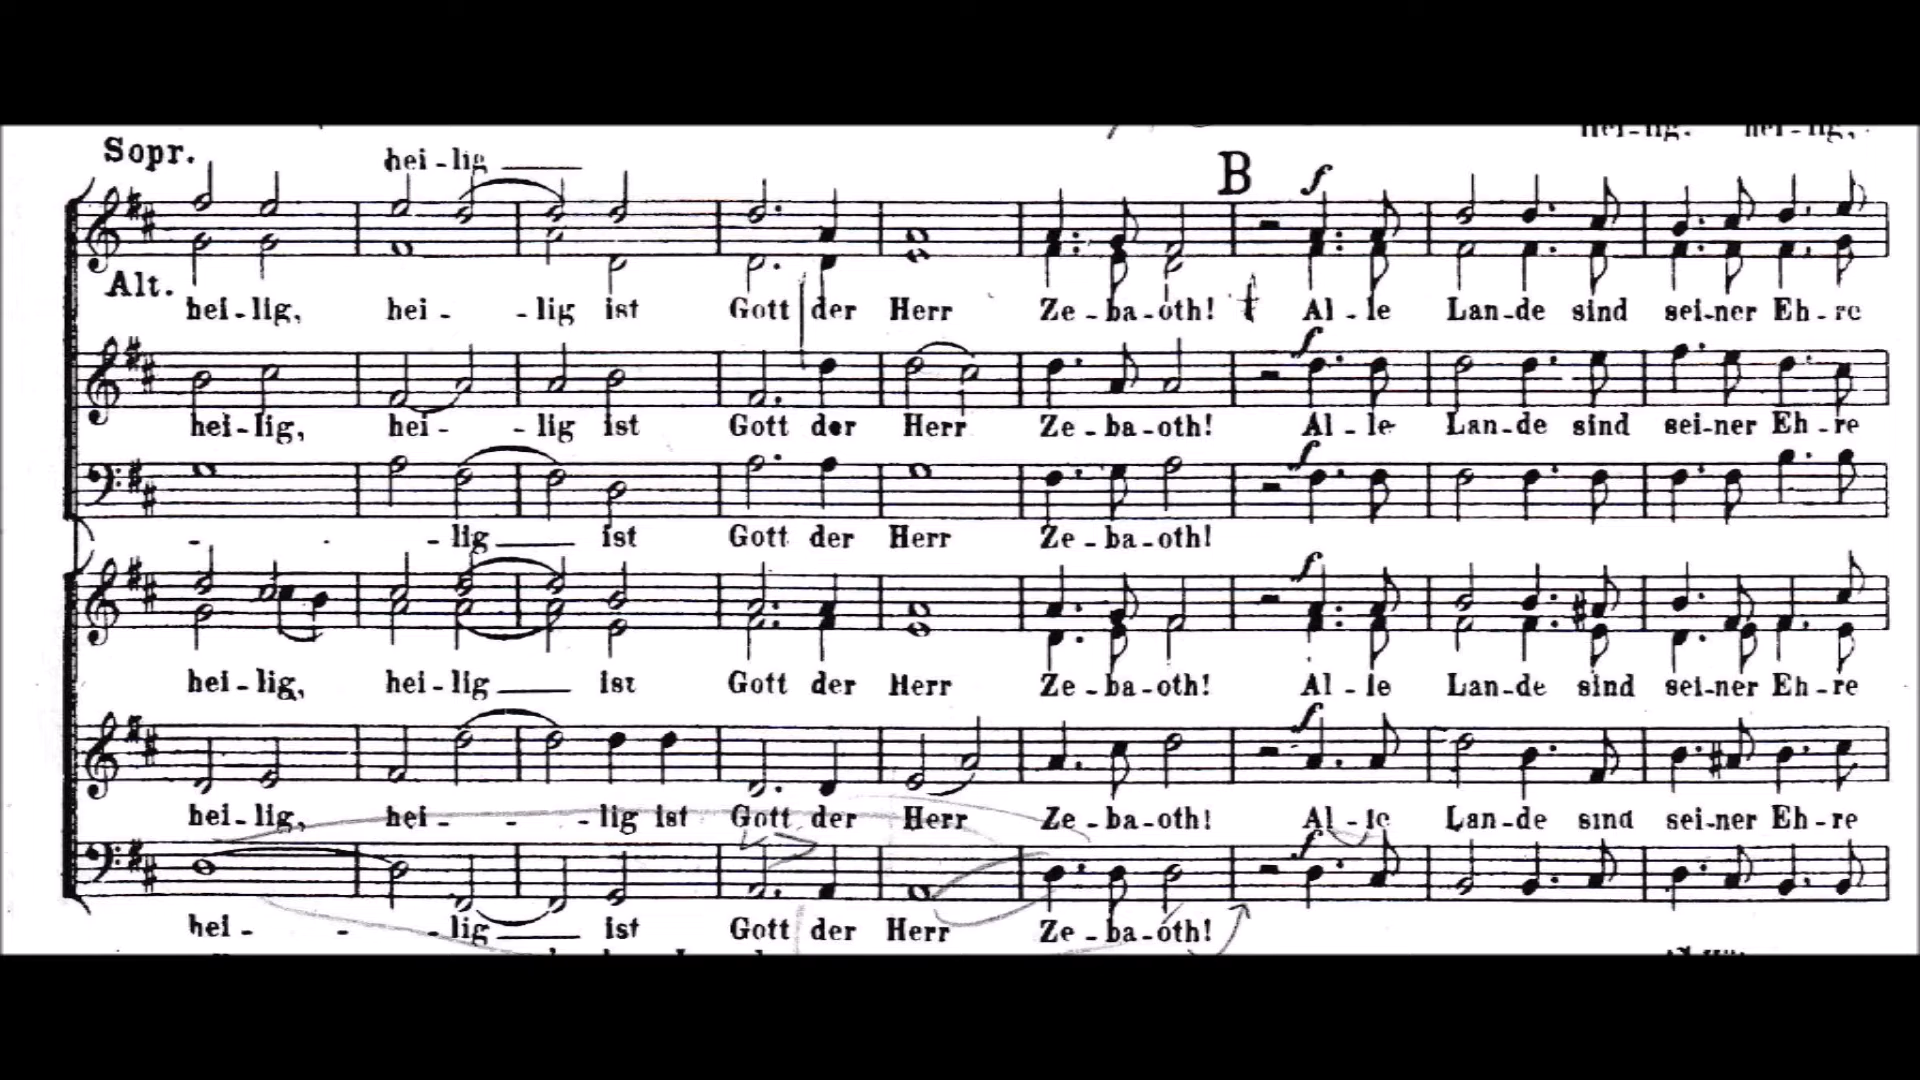 Sopr.
hei-lig
B
f
Alt.
hei-lig, hei - - lig ist Gott der Herr Ze-ba-oth! Al-le Lan-de sind sei-ner Eh-re
f
hei-lig, hei - - lig ist Gott der Herr Ze-ba-oth! Al-le Lan-de sind sei-ner Eh-re
f
- - - lig ist Gott der Herr Ze-ba-oth!
f
hei-lig, hei-lig ist Gott der Herr Ze-ba-oth! Al-le Lan-de sind sei-ner Eh-re
f
hei-lig, hei - - - lig ist Gott der Herr Ze-ba-oth! Al-le Lan-de sind sei-ner Eh-re
f
hei - - - lig ist Gott der Herr Ze-ba-oth!